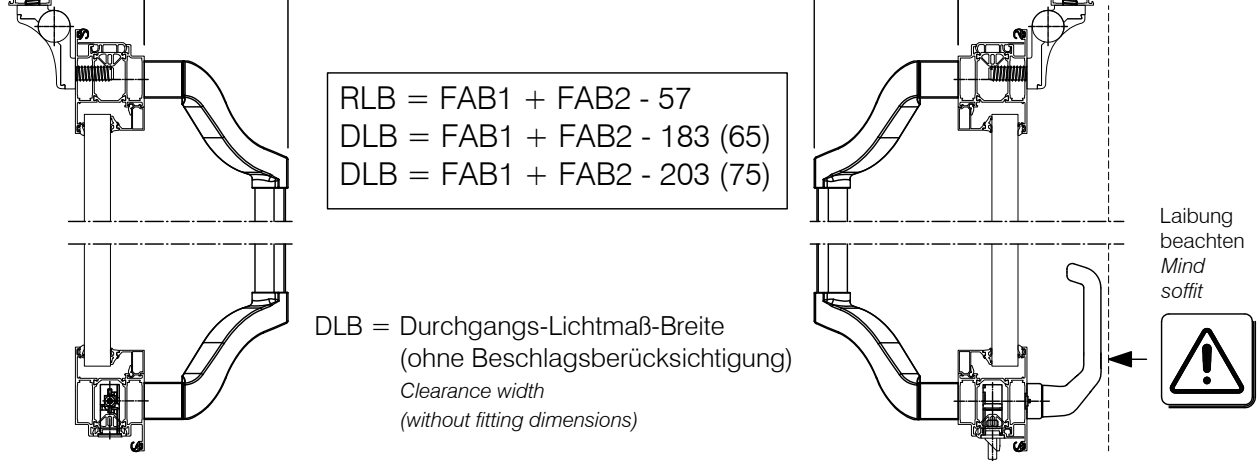 RLB = FAB1 + FAB2 - 57
DLB = FAB1 + FAB2 - 183 (65)
DLB = FAB1 + FAB2 - 203 (75)
Laibung
beachten
Mind
soffit
DLB = Durchgangs-Lichtmaß-Breite
(ohne Beschlagsberücksichtigung)
Clearance width
(without fitting dimensions)